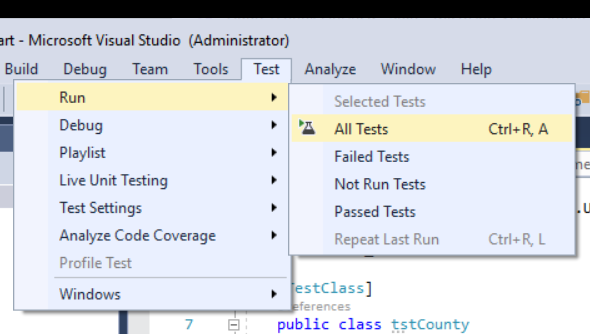 art - Microsoft Visual Studio (Administrator)
Build Debug Team Tools Test Analyze Window Help
Run
Selected Tests
Debug
All Tests Ctrl+R, A
Playlist
Failed Tests
Live Unit Testing
Not Run Tests
Test Settings
Passed Tests
Analyze Code Coverage
Repeat Last Run Ctrl+R, L
Profile Test
Windows
estClass]
eferences
7 public class tstCounty